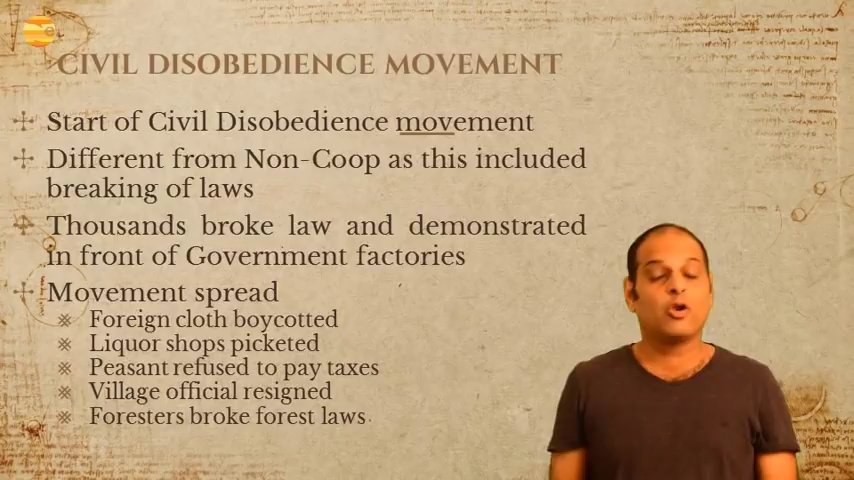 CIVIL DISOBEDIENCE MOVEMENT
Start of Civil Disobedience movement
Different from Non-Coop as this included
breaking of laws
Thousands broke law and demonstrated
in front of Government factories
Movement spread
Foreign cloth boycotted
Liquor shops picketed
Peasant refused to pay taxes
Village official resigned
Foresters broke forest laws